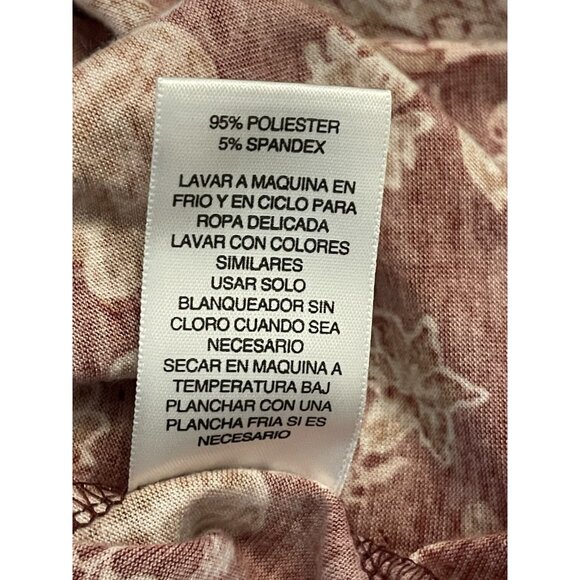 95% POLIESTER
5% SPANDEX
LAVAR A MAQUINA EN
FRIO Y EN CICLO PARA
ROPA DELICADA
LAVAR CON COLORES
SIMILARES
USAR SOLO
BLANQUEADOR SIN
CLORO CUANDO SEA
NECESARIO
SECAR EN MAQUINA A
TEMPERATURA BAJ
PLANCHAR CON UNA
PLANCHA FRIA SI ES
NECESARIO